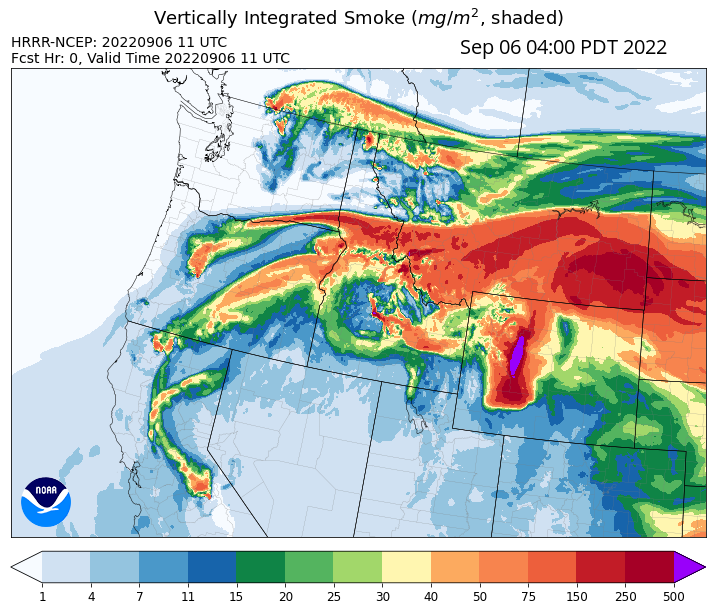 Vertically Integrated Smoke (mg/m², shaded)
HRRR-NCEP: 20220906 11 UTC
Sep 06 04:00 PDT 2022
Fcst Hr: 0, Valid Time 20220906 11 UTC
NOAA
1 4 7 11 15 20 25 30 40 50 75 150 250 500